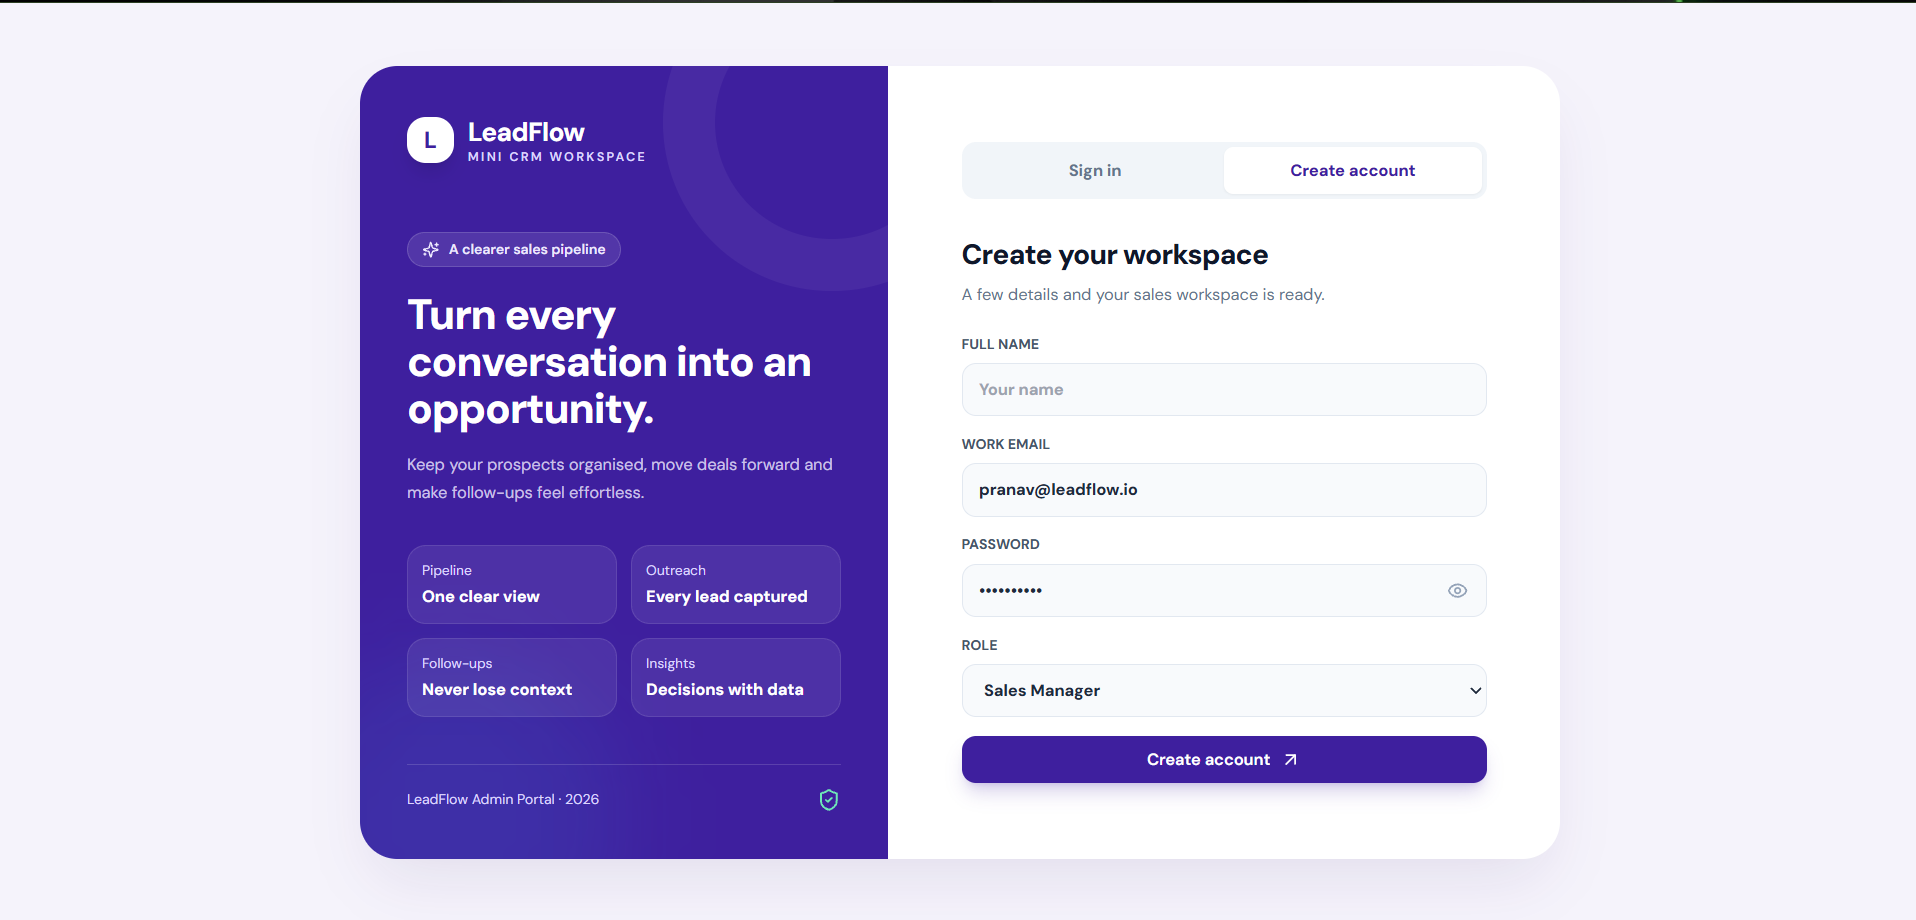 L
LeadFlow
MINI CRM WORKSPACE
A clearer sales pipeline
Turn every
conversation into an
opportunity.
Keep your prospects organised, move deals forward and
make follow-ups feel effortless.
Pipeline
One clear view
Outreach
Every lead captured
Follow-ups
Never lose context
Insights
Decisions with data
LeadFlow Admin Portal · 2026
Sign in
Create account
Create your workspace
A few details and your sales workspace is ready.
FULL NAME
Your name
WORK EMAIL
pranav@leadflow.io
PASSWORD
••••••••••
ROLE
Sales Manager
Create account